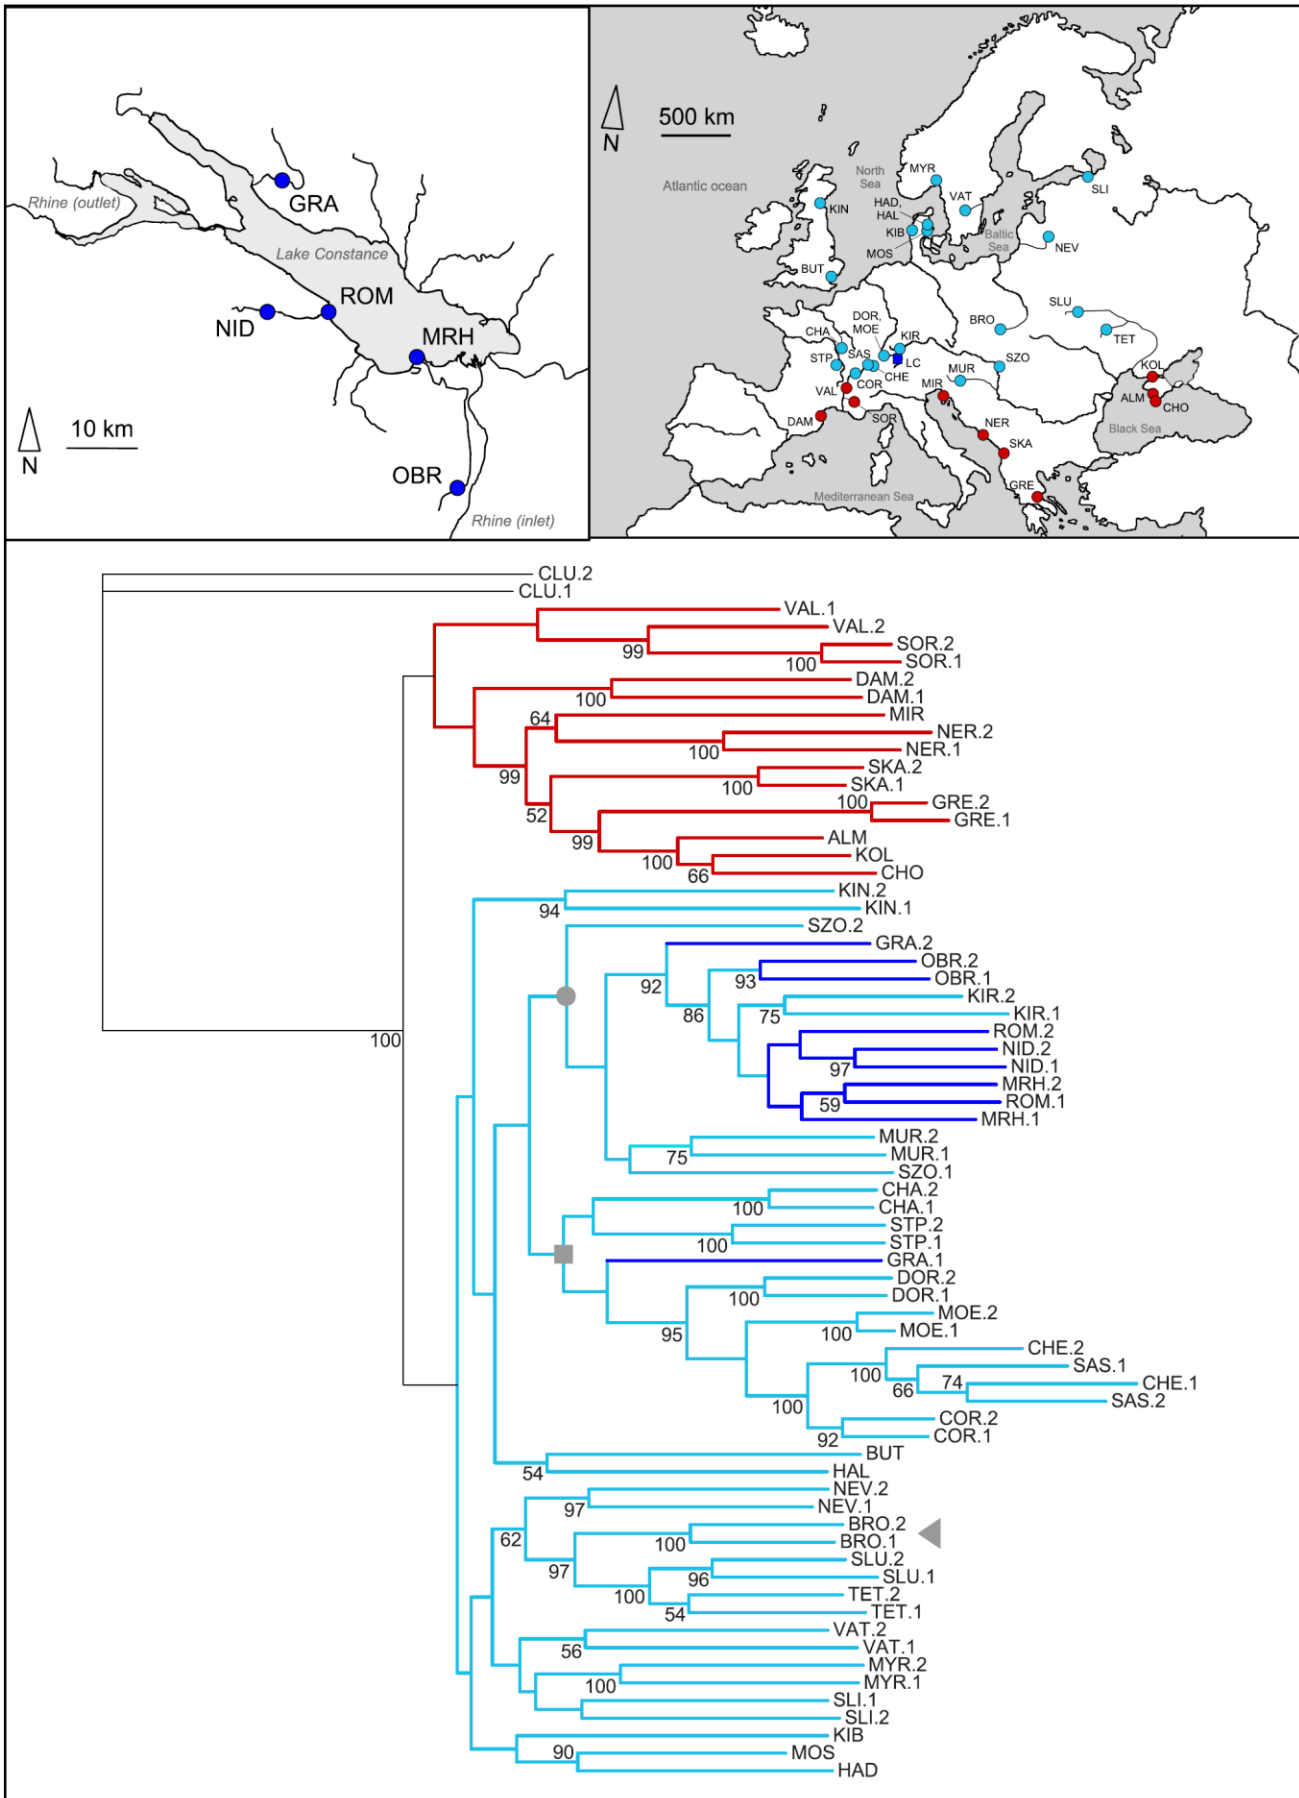 GRA
Rhine (outlet)
Lake Constance
ROM
NID
MRH
N
10 km
OBR
Rhine (inlet)
N
500 km
Atlantic ocean
North
Sea
MYR
SLI
KIN
VAT
HAD,
HAL
KIB
MOS
Baltic
Sea
NEV
BUT
SLU
DOR,
MOE
CHA
KIR
BRO
TET
STP
SAS
LC
SZO
KOL
CHE
MUR
VAL
COR
MIR
ALM
CHO
DAM
SOR
NER
Black Sea
SKA
GRE
Mediterranean Sea
CLU.2
CLU.1
VAL.1
VAL.2
99
SOR.2
100
SOR.1
DAM.2
100
DAM.1
64
MIR
NER.2
100
NER.1
99
SKA.2
100
SKA.1
100
GRE.2
52
GRE.1
99
ALM
100
KOL
66
CHO
KIN.2
94
KIN.1
SZO.2
GRA.2
92
OBR.2
93
OBR.1
86
KIR.2
75
KIR.1
100
ROM.2
NID.2
97
NID.1
MRH.2
59
ROM.1
MRH.1
MUR.2
75
MUR.1
SZO.1
CHA.2
100
CHA.1
STP.2
100
STP.1
GRA.1
DOR.2
100
DOR.1
95
MOE.2
100
MOE.1
CHE.2
100
SAS.1
66
74
CHE.1
100
SAS.2
COR.2
92
COR.1
BUT
54
HAL
NEV.2
97
NEV.1
62
BRO.2
100
BRO.1
97
SLU.2
96
SLU.1
100
TET.2
54
TET.1
VAT.2
56
VAT.1
MYR.2
100
MYR.1
SLI.1
SLI.2
KIB
90
MOS
HAD